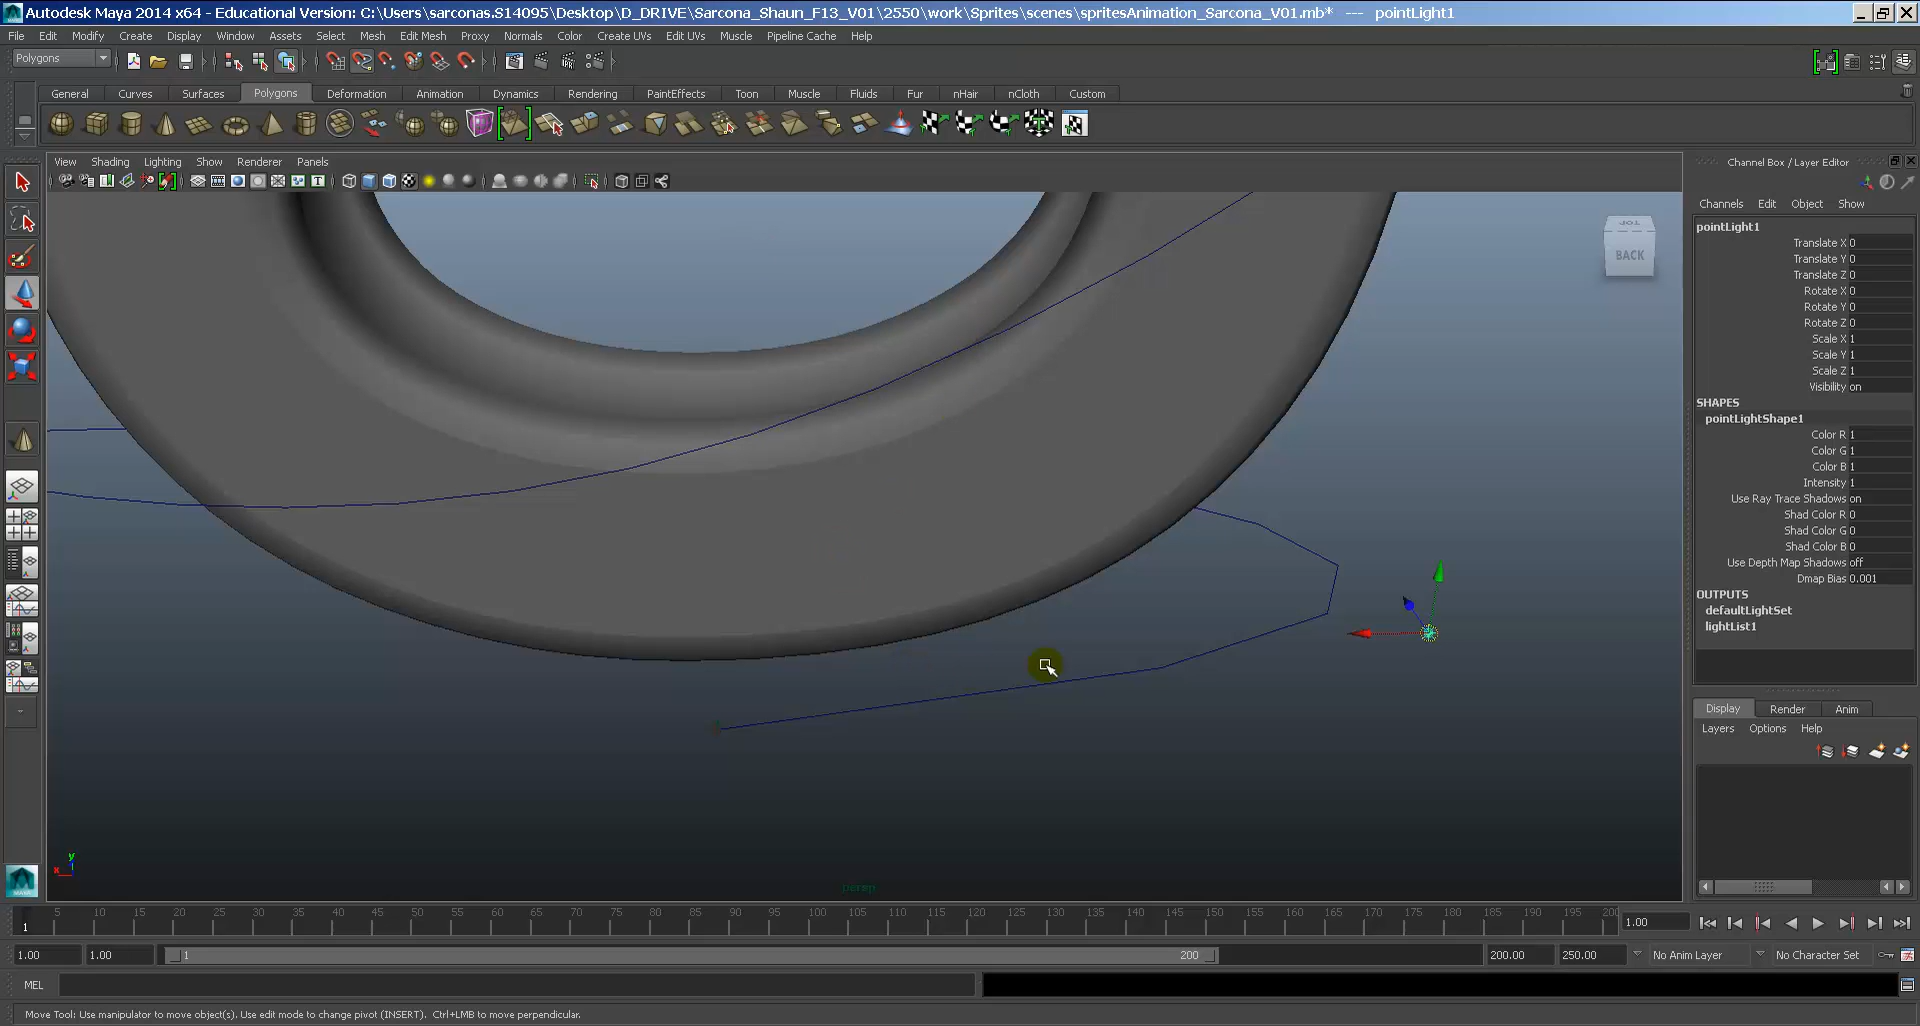 Autodesk Maya 2014 x64 - Educational Version: C:\Users\sarconas.S14095\Desktop\D_DRIVE\Sarcona_Shaun_F13_V01\2550\work\Sprites\scenes\spritesAnimation_Sarcona_V01.mb* --- pointLight1
File Edit Modify Create Display Window Assets Select Mesh Edit Mesh Proxy Normals Color Create UVs Edit UVs Muscle Pipeline Cache Help
Polygons
General Curves Surfaces Polygons Deformation Animation Dynamics Rendering PaintEffects Toon Muscle Fluids Fur nHair nCloth Custom
View Shading Lighting Show Renderer Panels
Channel Box / Layer Editor
Channels Edit Object Show
pointLight1
Translate X 0
Translate Y 0
Translate Z 0
Rotate X 0
Rotate Y 0
Rotate Z 0
Scale X 1
Scale Y 1
Scale Z 1
Visibility on
SHAPES
pointLightShape1
Color R 1
Color G 1
Color B 1
Intensity 1
Use Ray Trace Shadows on
Shad Color R 0
Shad Color G 0
Shad Color B 0
Use Depth Map Shadows off
Dmap Bias 0.001
OUTPUTS
defaultLightSet
lightList1
Display Render Anim
Layers Options Help
TOP
BACK
y
x
persp
5 10 15 20 25 30 35 40 45 50 55 60 65 70 75 80 85 90 95 100 105 110 115 120 125 130 135 140 145 150 155 160 165 170 175 180 185 190 195 200
1
1.00
1.00 1.00 1 200 200.00 250.00 No Anim Layer No Character Set
MEL
Move Tool: Use manipulator to move object(s). Use edit mode to change pivot (INSERT). Ctrl+LMB to move perpendicular.